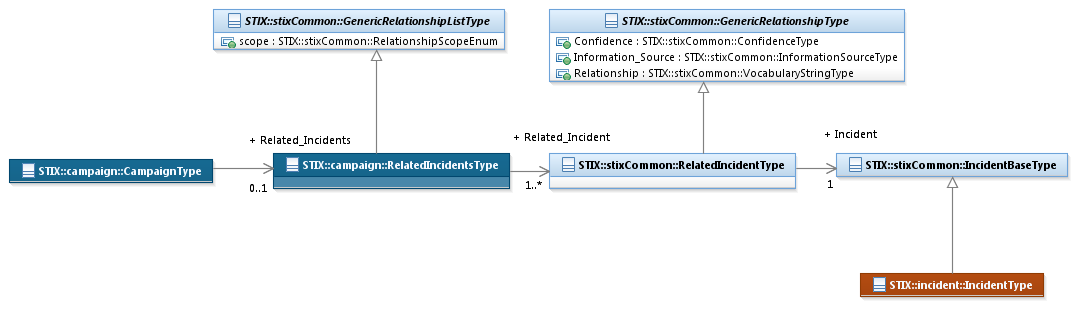 STIX::stixCommon::GenericRelationshipListType
scope : STIX::stixCommon::RelationshipScopeEnum
STIX::stixCommon::GenericRelationshipType
Confidence : STIX::stixCommon::ConfidenceType
Information_Source : STIX::stixCommon::InformationSourceType
Relationship : STIX::stixCommon::VocabularyStringType
+ Related_Incidents
+ Related_Incident
+ Incident
STIX::campaign::CampaignType
STIX::campaign::RelatedIncidentsType
STIX::stixCommon::RelatedIncidentType
STIX::stixCommon::IncidentBaseType
0..1
1..*
1
STIX::incident::IncidentType